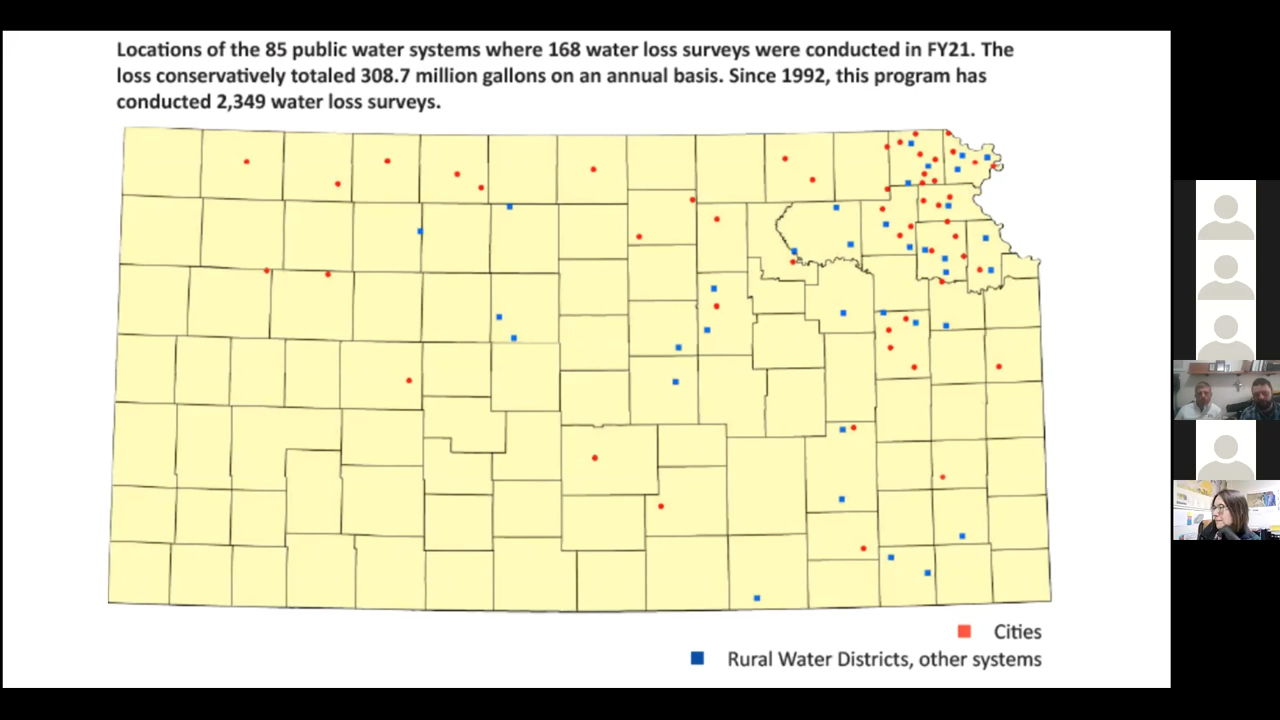 Locations of the 85 public water systems where 168 water loss surveys were conducted in FY21. The
loss conservatively totaled 308.7 million gallons on an annual basis. Since 1992, this program has
conducted 2,349 water loss surveys.
Cities
Rural Water Districts, other systems